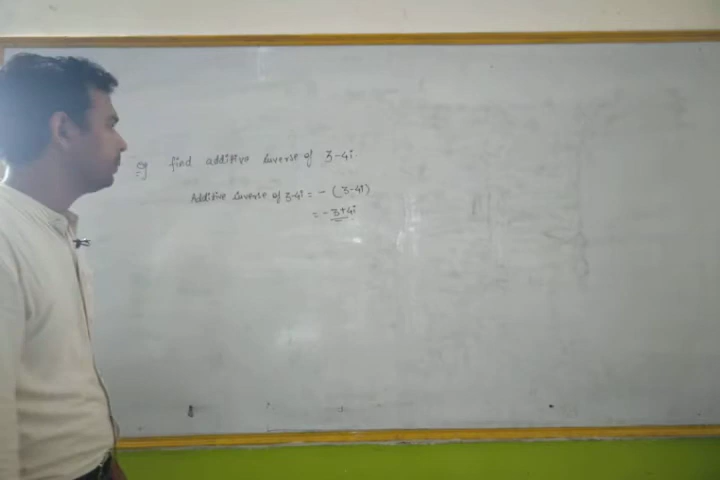 Eg find additive inverse of 3-4i
Additive inverse of 3-4i = - (3-4i)
= -3+4i